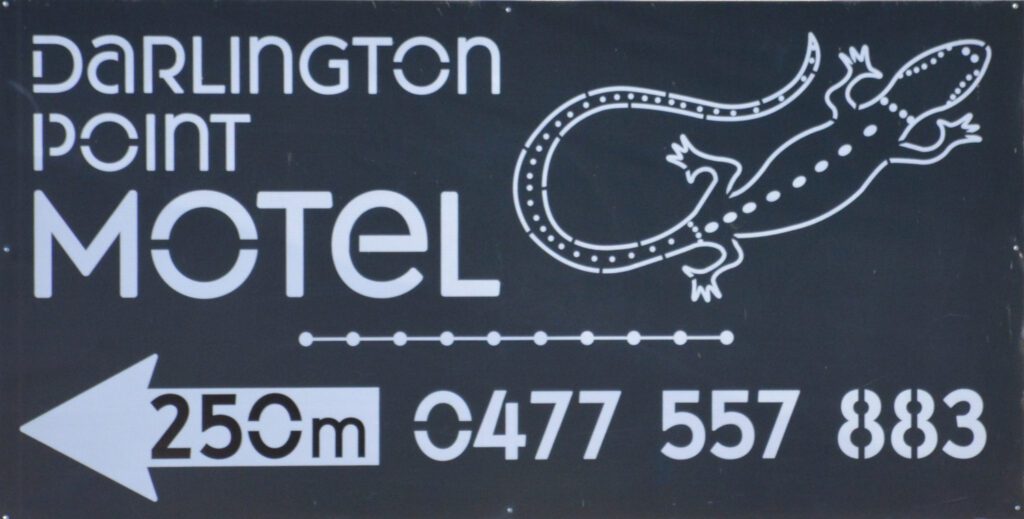 DaRLINGTON
POINT
MOTeL
250m 0477 557 883